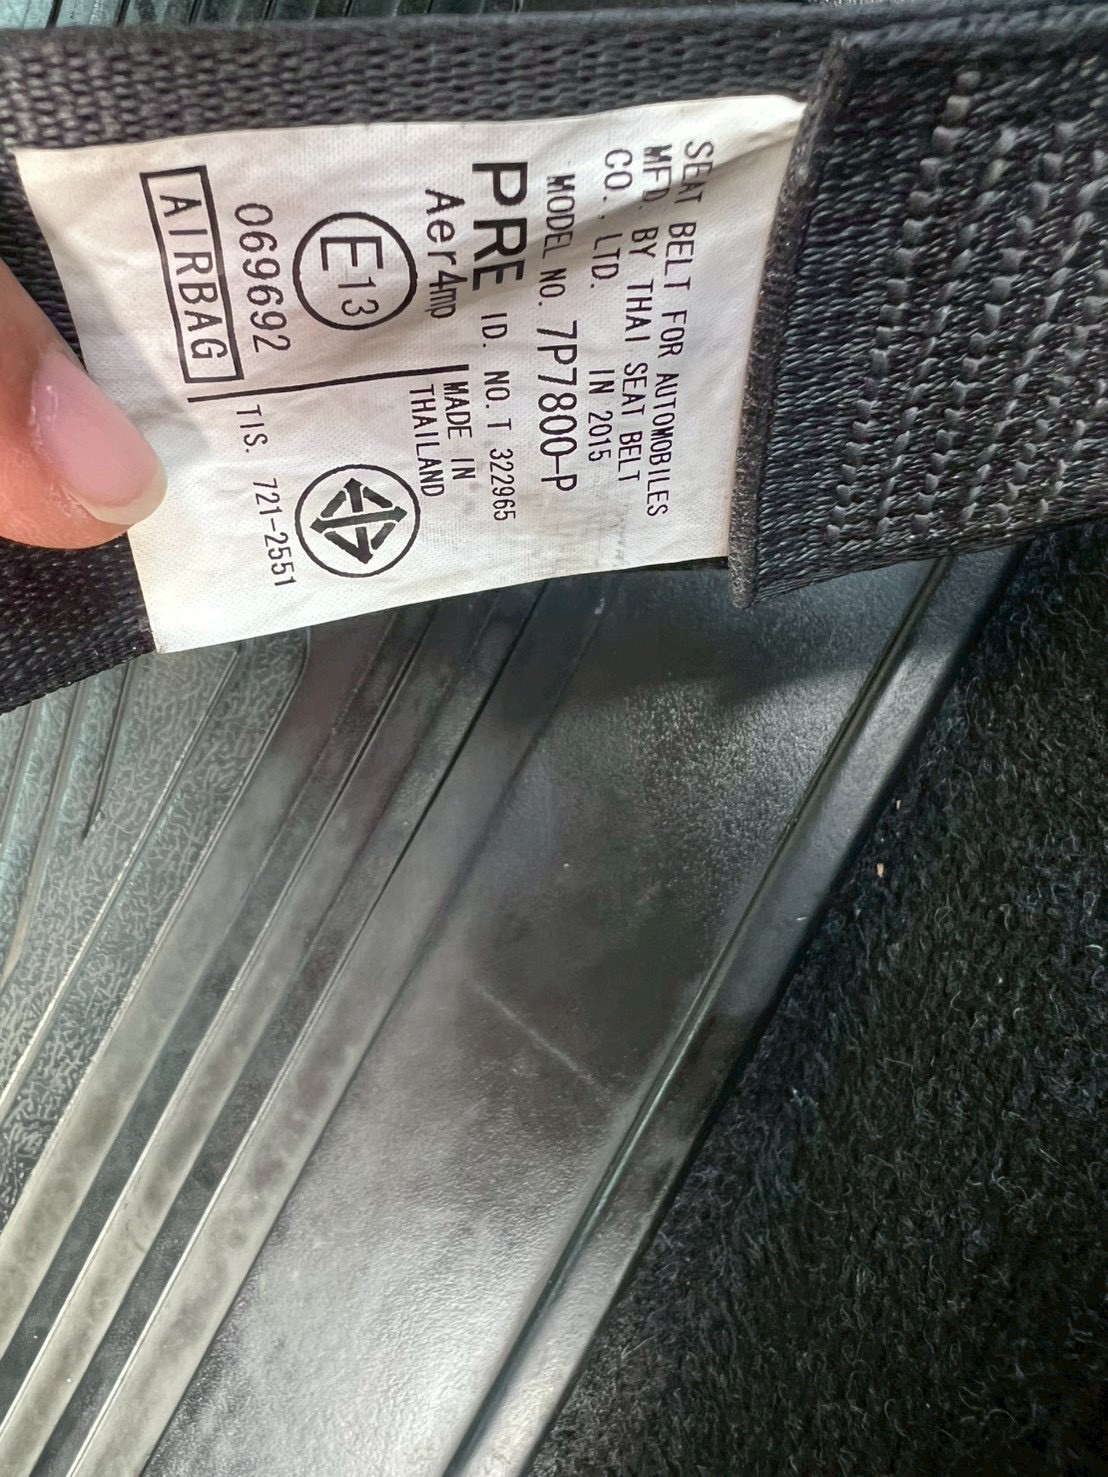 SEAT BELT FOR AUTOMOBILES
MFD. BY THAI SEAT BELT
CO., LTD. IN 2015
MODEL NO. 7P7800-P
PRE ID. NO. T 322965
Aer4mp
MADE IN
THAILAND
E13
069692
AIRBAG
TIS. 721-2551